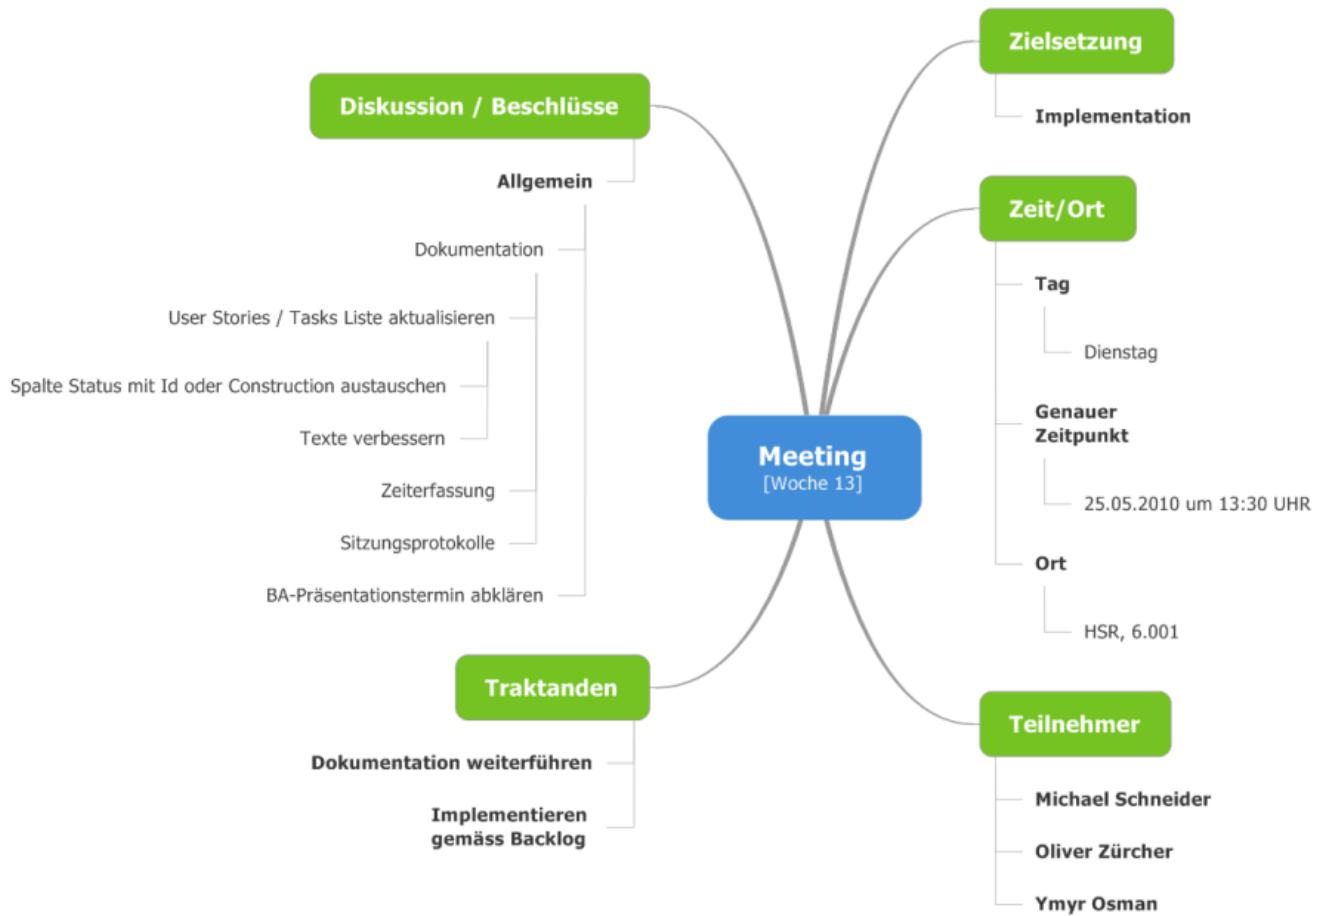 Meeting
[Woche 13]
Zielsetzung
Implementation
Zeit/Ort
Tag
Dienstag
Genauer
Zeitpunkt
25.05.2010 um 13:30 UHR
Ort
HSR, 6.001
Teilnehmer
Michael Schneider
Oliver Zürcher
Ymyr Osman
Diskussion / Beschlüsse
Allgemein
Dokumentation
User Stories / Tasks Liste aktualisieren
Spalte Status mit Id oder Construction austauschen
Texte verbessern
Zeiterfassung
Sitzungsprotokolle
BA-Präsentationstermin abklären
Traktanden
Dokumentation weiterführen
Implementieren
gemäss Backlog